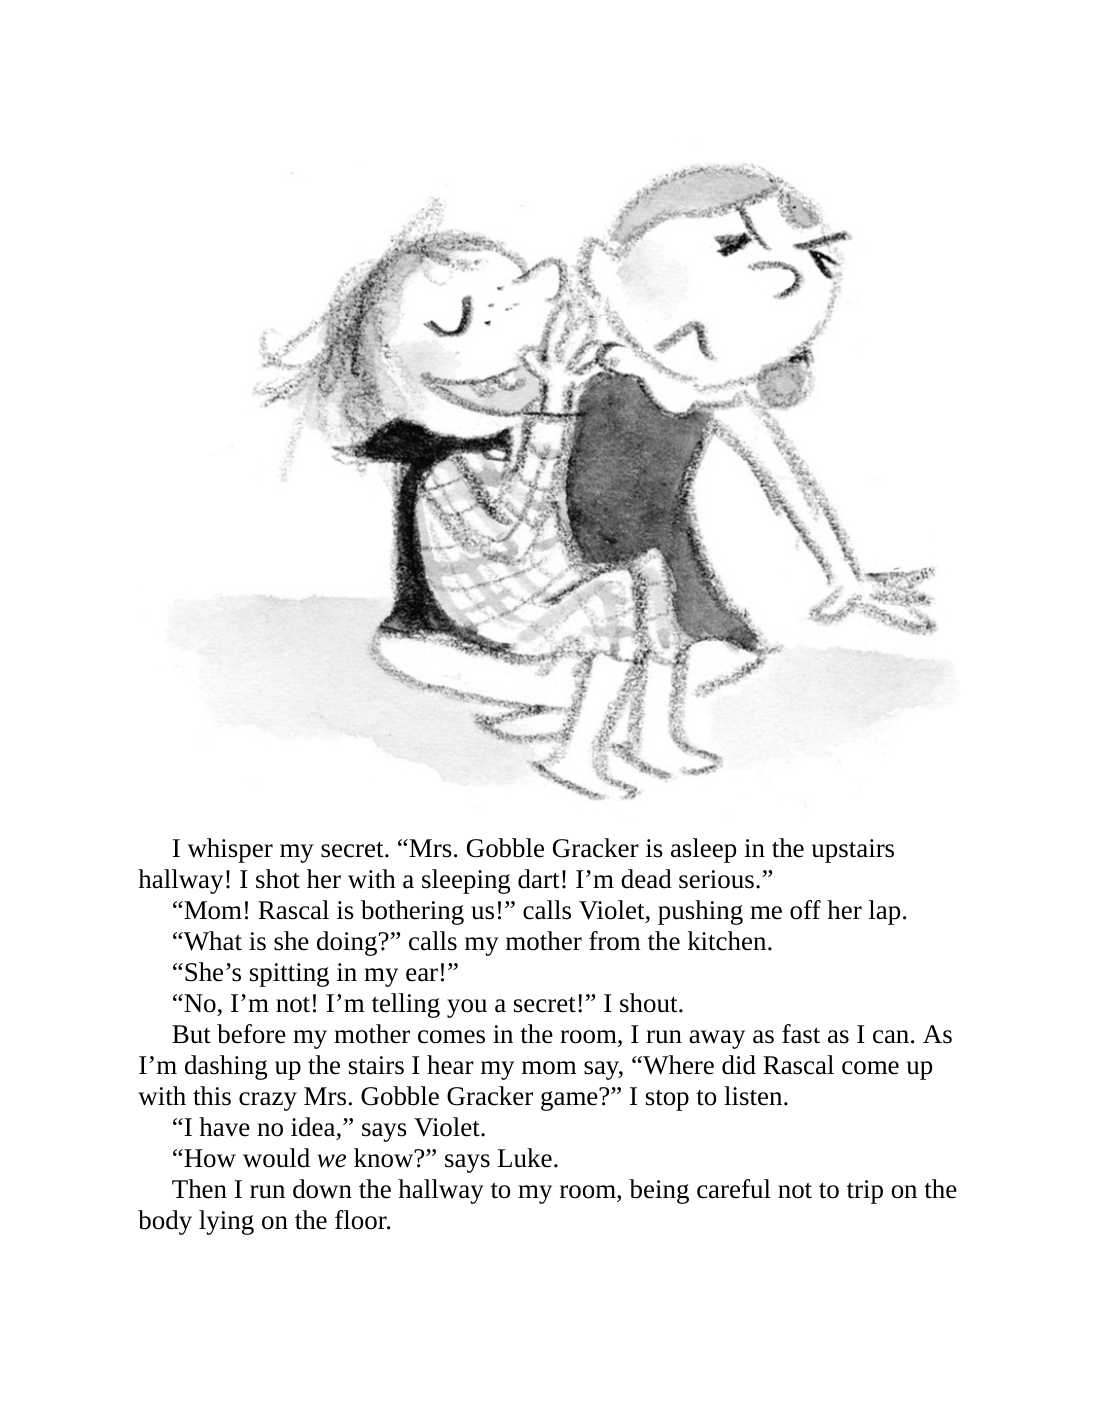 I whisper my secret. “Mrs. Gobble Gracker is asleep in the upstairs
hallway! I shot her with a sleeping dart! I’m dead serious.”
“Mom! Rascal is bothering us!” calls Violet, pushing me off her lap.
“What is she doing?” calls my mother from the kitchen.
“She’s spitting in my ear!”
“No, I’m not! I’m telling you a secret!” I shout.
But before my mother comes in the room, I run away as fast as I can. As
I’m dashing up the stairs I hear my mom say, “Where did Rascal come up
with this crazy Mrs. Gobble Gracker game?” I stop to listen.
“I have no idea,” says Violet.
“How would we know?” says Luke.
Then I run down the hallway to my room, being careful not to trip on the
body lying on the floor.